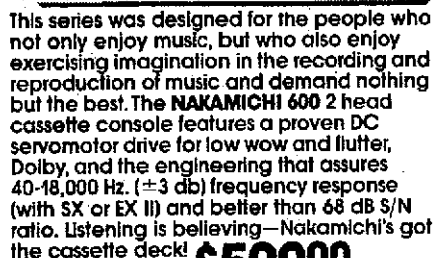 This series was designed for the people who
not only enjoy music, but who also enjoy
exercising imagination in the recording and
reproduction of music and demand nothing
but the best. The NAKAMICHI 600 2 head
cassette console features a proven DC
servomotor drive for low wow and flutter,
Dolby, and the engineering that assures
40-18,000 Hz. (±3 db) frequency response
(with SX or EX II) and better than 68 dB S/N
ratio. Listening is believing—Nakamichi's got
the cassette deck!